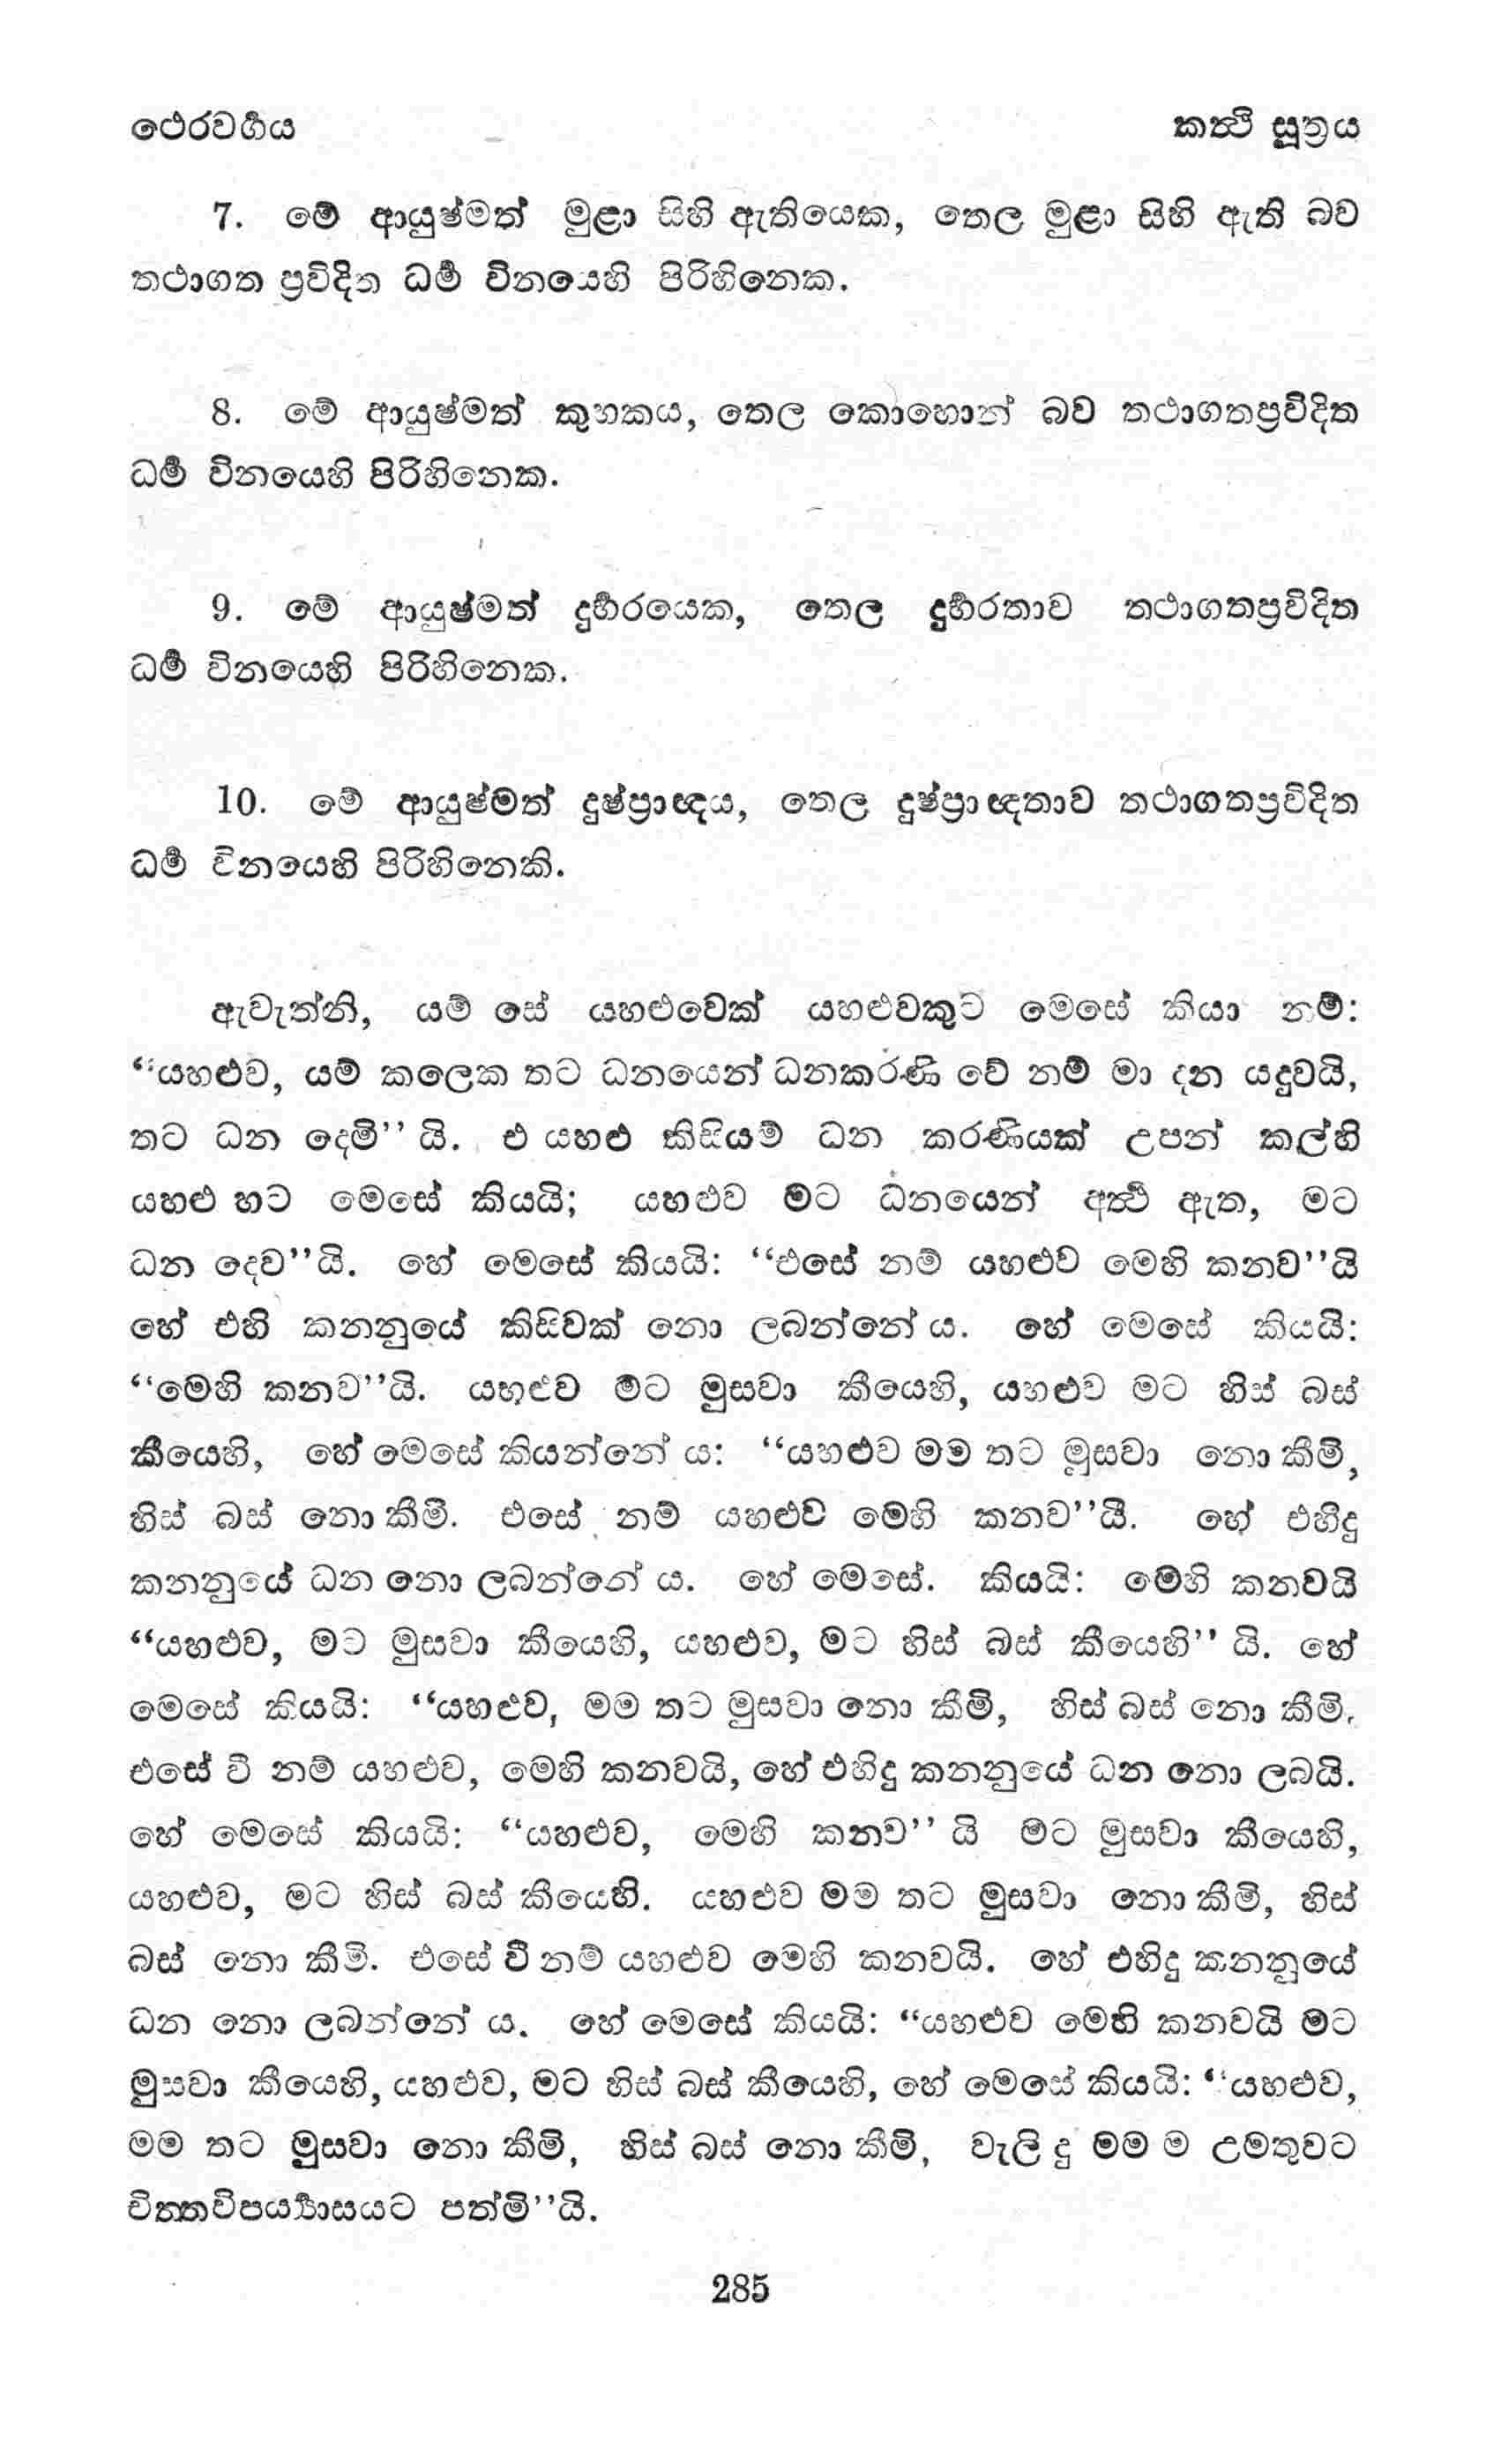 ථෙරවර්‍ගය	කත්‍ථි සූත්‍රය
7. මේ ආයුෂ්මත් මුළා සිහි ඇතියෙක, තෙල මුළා සිහි ඇති බව
තථාගත ප්‍රවිදිත ධර්‍ම විනයෙහි පිරිහිනෙක.
8. මේ ආයුෂ්මත් කුහකය, තෙල කොහොන් බව තථාගතප්‍රවිදිත
ධර්‍ම විනයෙහි පිරිහිනෙක.
9. මේ ආයුෂ්මත් දුර්‍භරයෙක, තෙල දුර්‍භරතාව තථාගතප්‍රවිදිත
ධර්‍ම විනයෙහි පිරිහිනෙක.
10. මේ ආයුෂ්මත් දුෂ්ප්‍රාඥය, තෙල දුෂ්ප්‍රාඥතාව තථාගතප්‍රවිදිත
ධර්‍ම විනයෙහි පිරිහිනෙකි.
ඇවැත්නි, යම් සේ යහළුවෙක් යහළුවකුට මෙසේ කියා නම්:
“යහළුව, යම් කලෙක තට ධනයෙන් ධනකරණි වේ නම් මා දන යදුවයි,
තට ධන දෙමි” යි. එ යහළු කිසියම් ධන කරණියක් උපන් කල්හි
යහළු හට මෙසේ කියයි; යහළුව මට ධනයෙන් අර්‍ත්‍ථ ඇත, මට
ධන දෙව”යි. හේ මෙසේ කියයි: “එසේ නම් යහළුව මෙහි කනව”යි
හේ එහි කනනුයේ කිසිවක් නො ලබන්නේ ය. හේ මෙසේ කියයි:
“මෙහි කනව”යි. යහළුව මට මුසවා කීයෙහි, යහළුව මට හිස් බස්
කීයෙහි, හේ මෙසේ කියන්නේ ය: “යහළුව මම තට මුසවා නො කීමි,
හිස් බස් නො කීමි. එසේ නම් යහළුව මෙහි කනව”යි. හේ එහිදු
කනනුයේ ධන නො ලබන්නේ ය. හේ මෙසේ. කියයි: මෙහි කනවයි
“යහළුව, මට මුසවා කීයෙහි, යහළුව, මට හිස් බස් කීයෙහි” යි. හේ
මෙසේ කියයි: “යහළුව, මම තට මුසවා නො කීමි, හිස් බස් නො කීමි,
එසේ වී නම් යහළුව, මෙහි කනවයි, හේ එහිදු කනනුයේ ධන නො ලබයි.
හේ මෙසේ කියයි: “යහළුව, මෙහි කනව” යි මට මුසවා කීයෙහි,
යහළුව, මට හිස් බස් කීයෙහි. යහළුව මම තට මුසවා නො කීමි, හිස්
බස් නො කීමි. එසේ වී නම් යහළුව මෙහි කනවයි. හේ එහිදු කනනුයේ
ධන නො ලබන්නේ ය. හේ මෙසේ කියයි: “යහළුව මෙහි කනවයි මට
මුසවා කීයෙහි, යහළුව, මට හිස් බස් කීයෙහි, හේ මෙසේ කියයි: “යහළුව,
මම තට මුසවා නො කීමි, හිස් බස් නො කීමි, වැලි දු මම ම උමතුවට
චිත්‍තවිපර්‍ය්‍යාසයට පත්මි”යි.
285